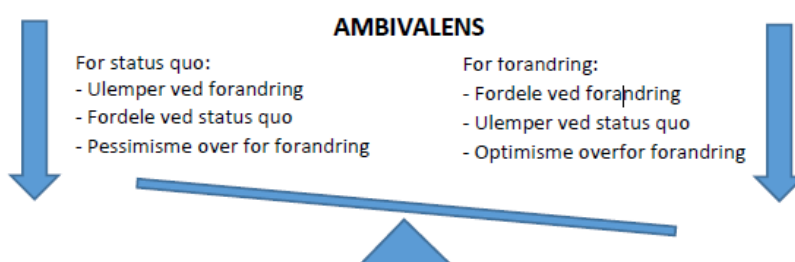 AMBIVALENS
For status quo:
- Ulemper ved forandring
- Fordele ved status quo
- Pessimisme over for forandring
For forandring:
- Fordele ved forandring
- Ulemper ved status quo
- Optimisme overfor forandring